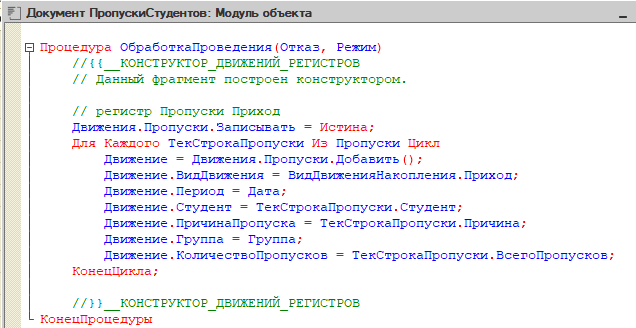 Документ ПропускиСтудентов: Модуль объекта
Процедура ОбработкаПроведения(Отказ, Режим)
//{{__КОНСТРУКТОР_ДВИЖЕНИЙ_РЕГИСТРОВ
// Данный фрагмент построен конструктором.
// регистр Пропуски Приход
Движения.Пропуски.Записывать = Истина;
Для Каждого ТекСтрокаПропуски Из Пропуски Цикл
Движение = Движения.Пропуски.Добавить();
Движение.ВидДвижения = ВидДвиженияНакопления.Приход;
Движение.Период = Дата;
Движение.Студент = ТекСтрокаПропуски.Студент;
Движение.ПричинаПропуска = ТекСтрокаПропуски.Причина;
Движение.Группа = Группа;
Движение.КоличествоПропусков = ТекСтрокаПропуски.ВсегоПропусков;
КонецЦикла;
//}}__КОНСТРУКТОР_ДВИЖЕНИЙ_РЕГИСТРОВ
КонецПроцедуры